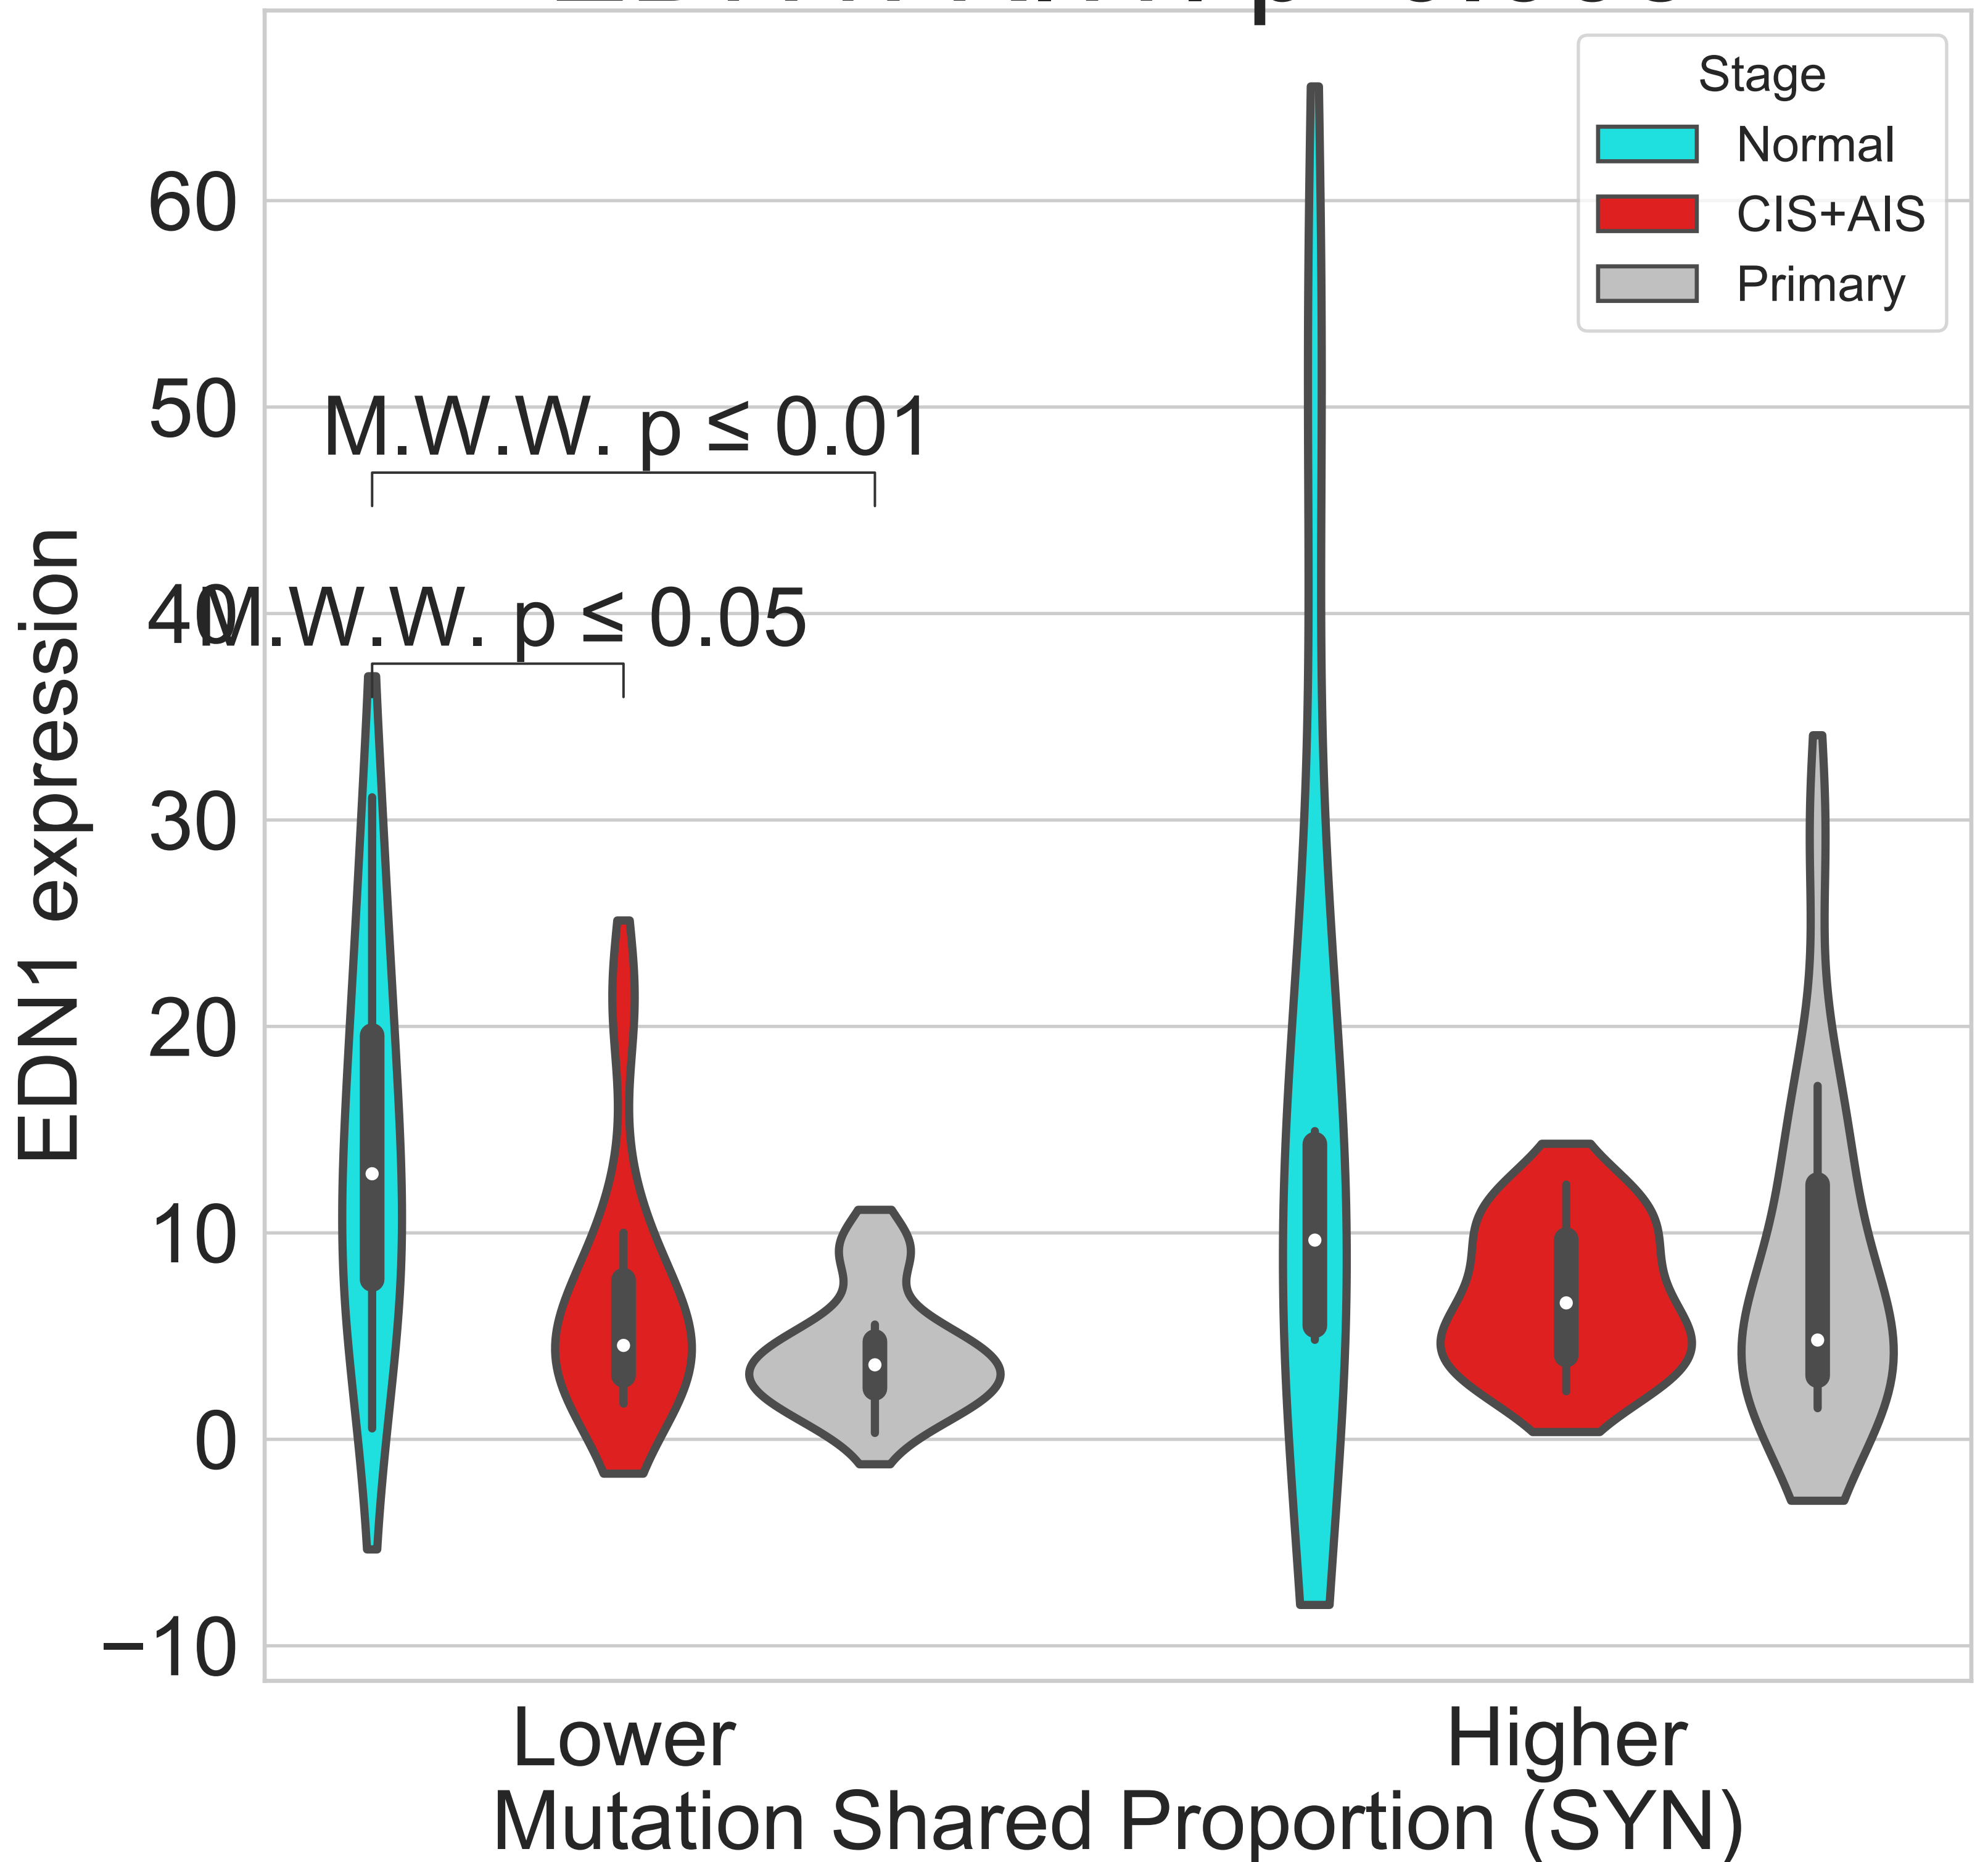 Stage
Normal
CIS+AIS
Primary
60
50
40
30
20
10
0
−10
EDN1 expression
M.W.W. p ≤ 0.01
M.W.W. p ≤ 0.05
Lower
Higher
Mutation Shared Proportion (SYN)